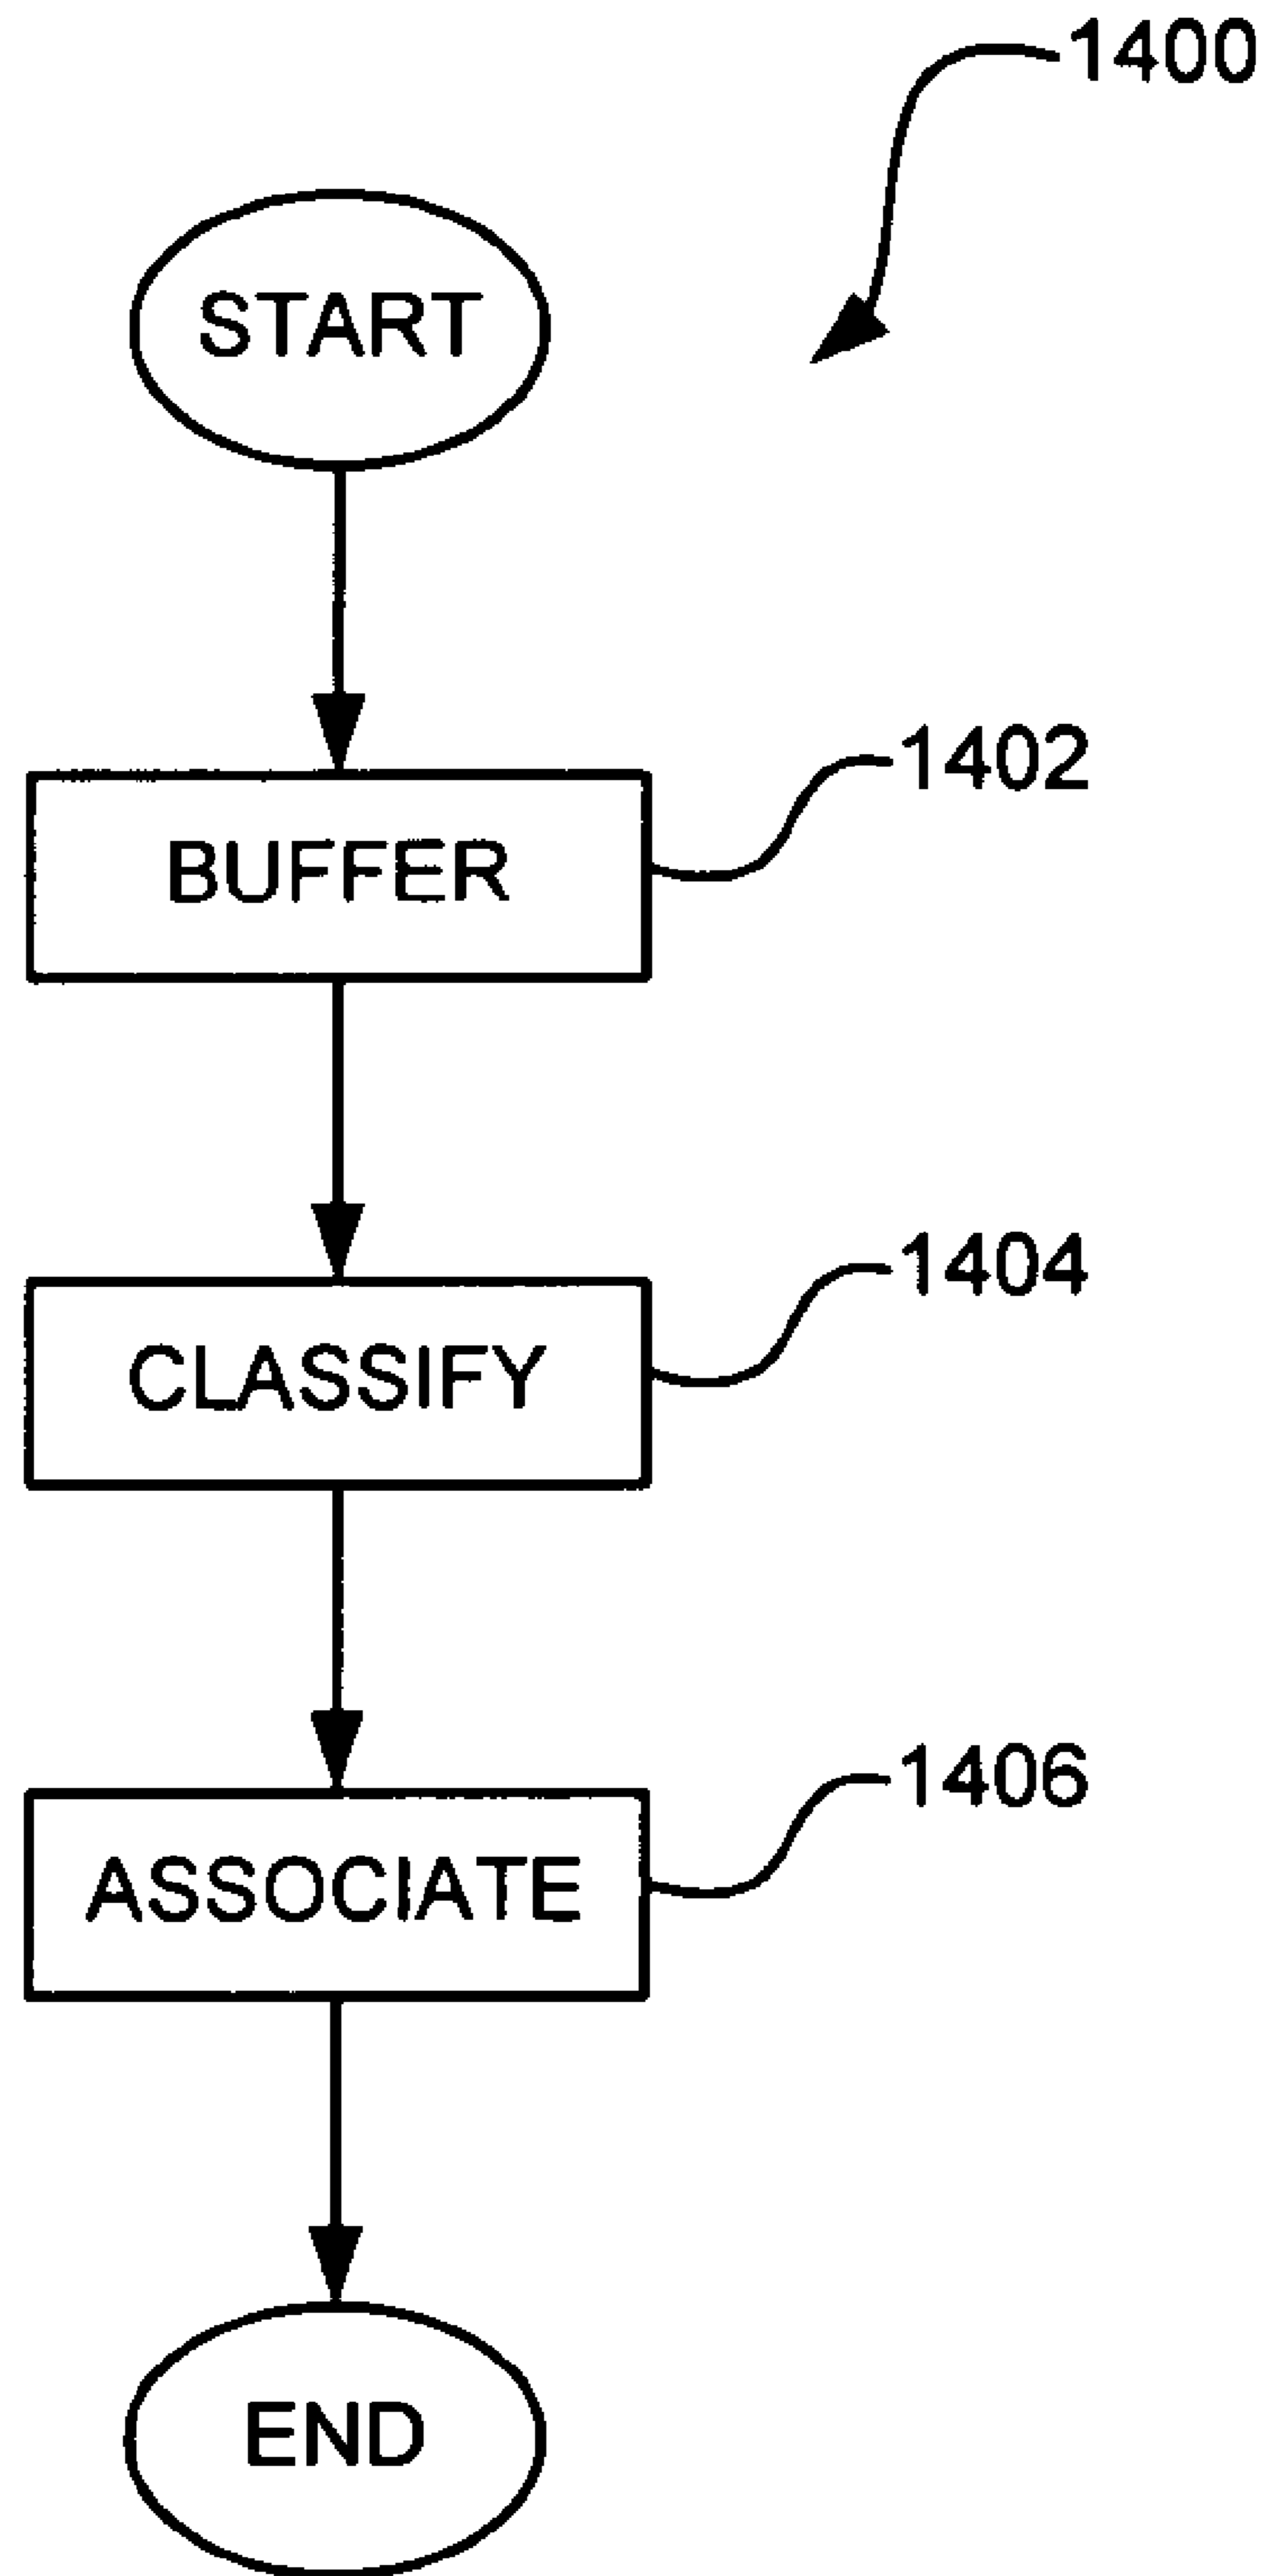 1400
START
1402
BUFFER
1404
CLASSIFY
1406
ASSOCIATE
END